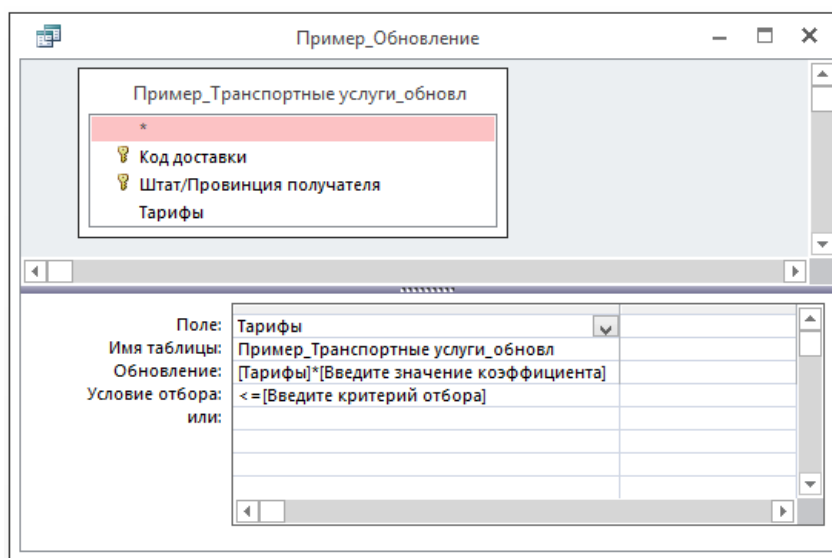 Пример_Обновление
Пример_Транспортные услуги_обновл
*
Код доставки
Штат/Провинция получателя
Тарифы
Поле: Тарифы
Имя таблицы: Пример_Транспортные услуги_обновл
Обновление: [Тарифы]*[Введите значение коэффициента]
Условие отбора: <=[Введите критерий отбора]
или: